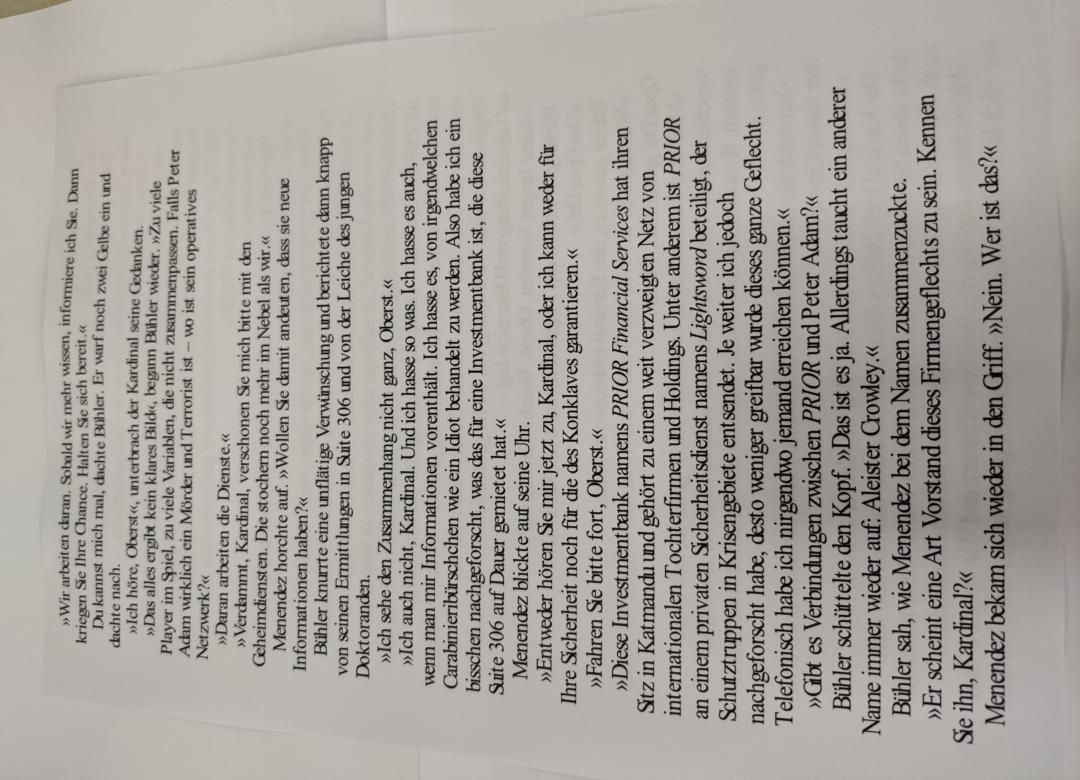 »Wir arbeiten daran. Sobald wir mehr wissen, informiere ich Sie. Dann
kriegen Sie Ihre Chance. Halten Sie sich bereit.«
Du kannst mich mal, dachte Bühler. Er warf noch zwei Gelbe ein und
dachte nach.
»Ich höre, Oberst«, unterbrach der Kardinal seine Gedanken.
»Das alles ergibt kein klares Bild«, begann Bühler wieder. »Zu viele
Player im Spiel, zu viele Variablen, die nicht zusammenpassen. Falls Peter
Adam wirklich ein Mörder und Terrorist ist – wo ist sein operatives
Netzwerk?«
»Daran arbeiten die Dienste.«
»Verdammt, Kardinal, verschonen Sie mich bitte mit den
Geheimdiensten. Die stochern noch mehr im Nebel als wir.«
Menendez horchte auf. »Wollen Sie damit andeuten, dass sie neue
Informationen haben?«
Bühler knurrte eine unflätige Verwünschung und berichtete dann knapp
von seinen Ermittlungen in Suite 306 und von der Leiche des jungen
Doktoranden.
»Ich sehe den Zusammenhang nicht ganz, Oberst.«
»Ich auch nicht, Kardinal. Und ich hasse so was. Ich hasse es auch,
wenn man mir Informationen vorenthält. Ich hasse es, von irgendwelchen
Carabinieribürschchen wie ein Idiot behandelt zu werden. Also habe ich ein
bisschen nachgeforscht, was das für eine Investmentbank ist, die diese
Suite 306 auf Dauer gemietet hat.«
Menendez blickte auf seine Uhr.
»Entweder hören Sie mir jetzt zu, Kardinal, oder ich kann weder für
Ihre Sicherheit noch für die des Konklaves garantieren.«
»Fahren Sie bitte fort, Oberst.«
»Diese Investmentbank namens PRIOR Financial Services hat ihren
Sitz in Katmandu und gehört zu einem weit verzweigten Netz von
internationalen Tochterfirmen und Holdings. Unter anderem ist PRIOR
an einem privaten Sicherheitsdienst namens Lightsword beteiligt, der
Schutztruppen in Krisengebiete entsendet. Je weiter ich jedoch
nachgeforscht habe, desto weniger greifbar wurde dieses ganze Geflecht.
Telefonisch habe ich nirgendwo jemand erreichen können.«
»Gibt es Verbindungen zwischen PRIOR und Peter Adam?«
Bühler schüttelte den Kopf. »Das ist es ja. Allerdings taucht ein anderer
Name immer wieder auf: Aleister Crowley.«
Bühler sah, wie Menendez bei dem Namen zusammenzuckte.
»Er scheint eine Art Vorstand dieses Firmengeflechts zu sein. Kennen
Sie ihn, Kardinal?«
Menendez bekam sich wieder in den Griff. »Nein. Wer ist das?«